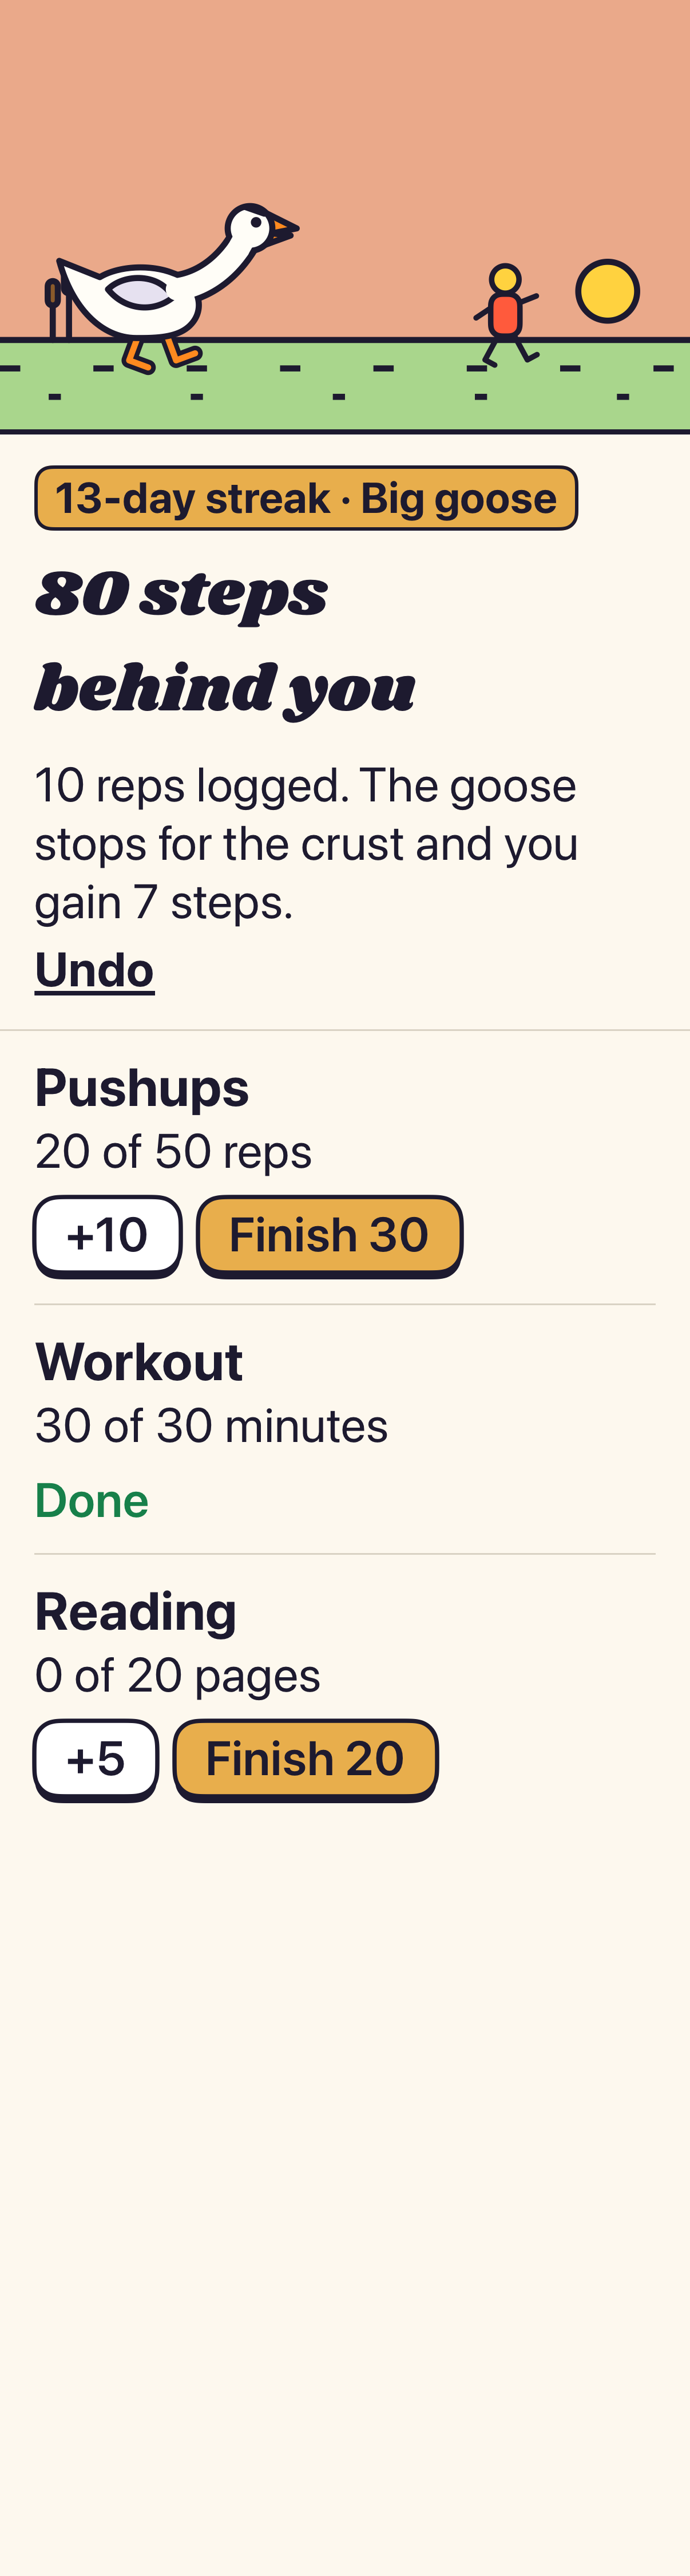 13-day streak · Big goose
80 steps
behind you
10 reps logged. The goose
stops for the crust and you
gain 7 steps.
Undo
Pushups
20 of 50 reps
+10 Finish 30
Workout
30 of 30 minutes
Done
Reading
0 of 20 pages
+5 Finish 20